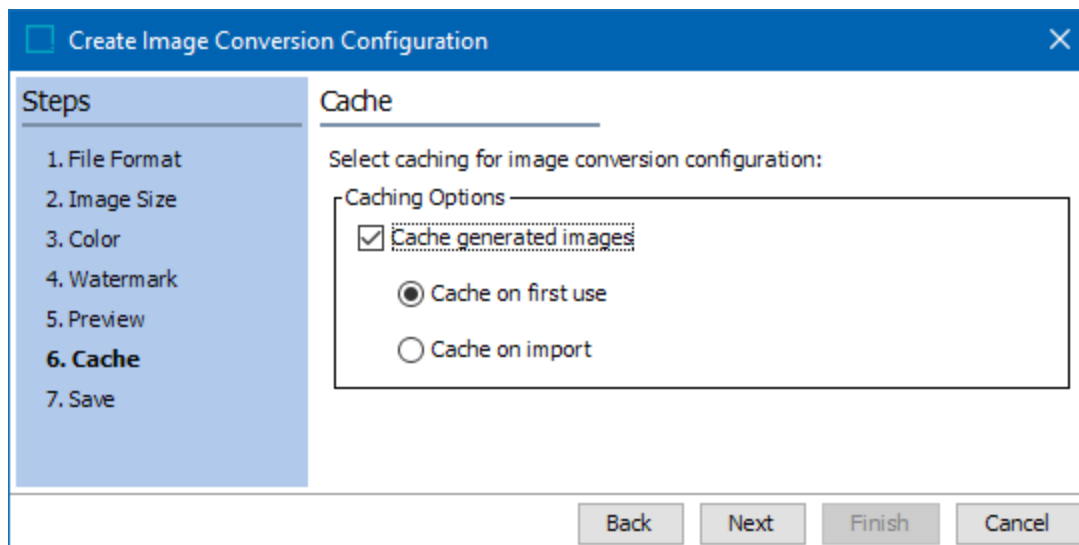 Create Image Conversion Configuration
Steps
1. File Format
2. Image Size
3. Color
4. Watermark
5. Preview
6. Cache
7. Save
Cache
Select caching for image conversion configuration:
Caching Options
Cache generated images
Cache on first use
Cache on import
Back Next Finish Cancel